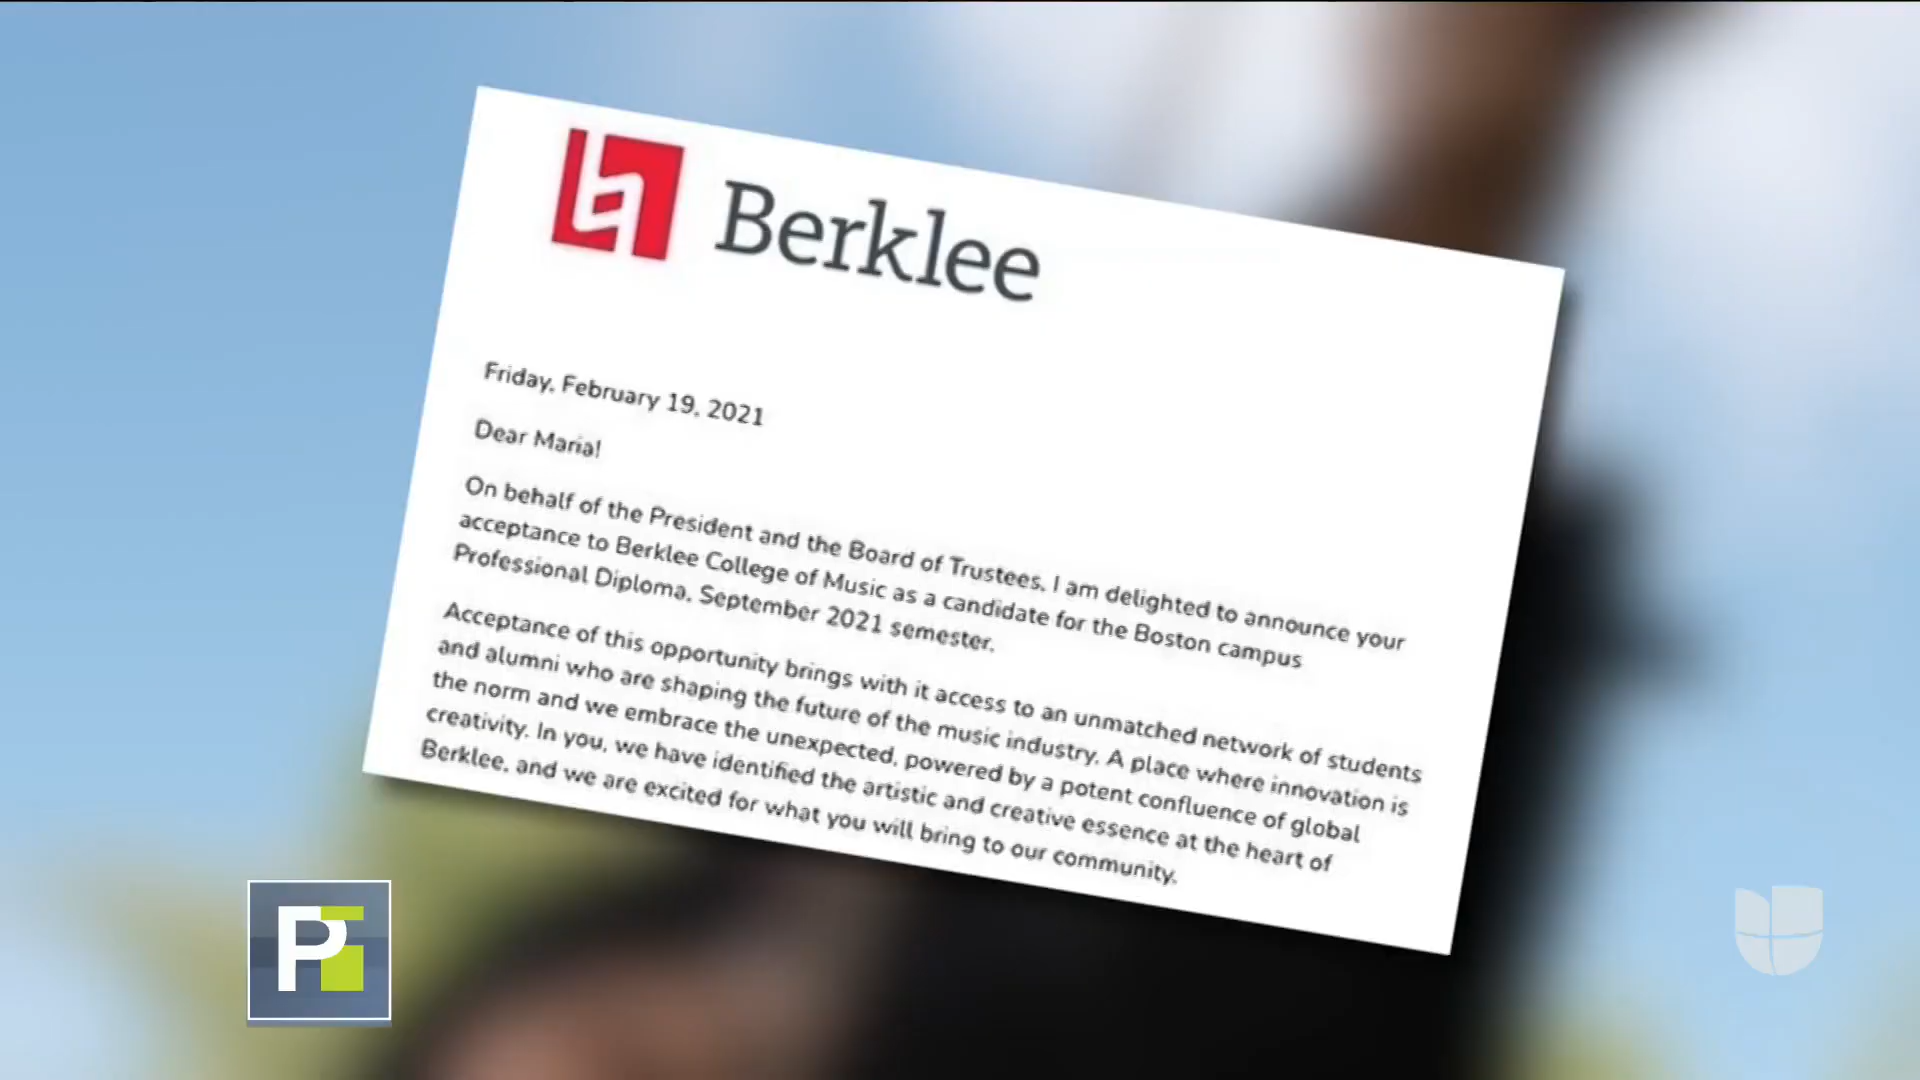 Berklee
Friday, February 19, 2021
Dear Maria!
On behalf of the President and the Board of Trustees, I am delighted to announce your
acceptance to Berklee College of Music as a candidate for the Boston campus
Professional Diploma, September 2021 semester.
Acceptance of this opportunity brings with it access to an unmatched network of students
and alumni who are shaping the future of the music industry. A place where innovation is
the norm and we embrace the unexpected, powered by a potent confluence of global
creativity. In you, we have identified the artistic and creative essence at the heart of
Berklee, and we are excited for what you will bring to our community.
P